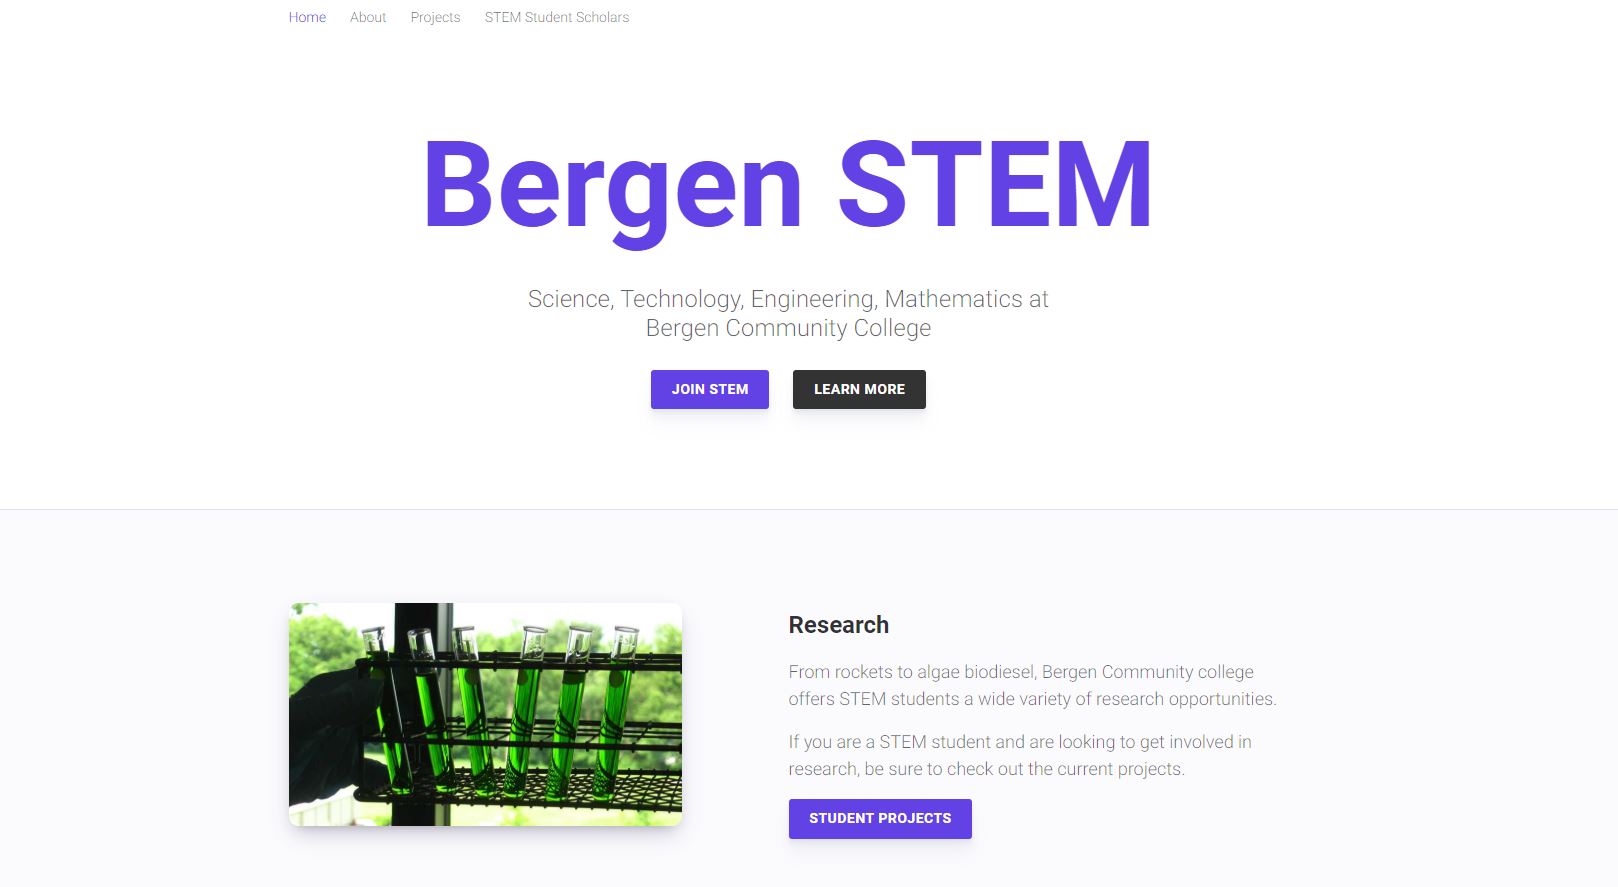 Home About Projects STEM Student Scholars
Bergen STEM
Science, Technology, Engineering, Mathematics at
Bergen Community College
JOIN STEM LEARN MORE
Research
From rockets to algae biodiesel, Bergen Community college
offers STEM students a wide variety of research opportunities.
If you are a STEM student and are looking to get involved in
research, be sure to check out the current projects.
STUDENT PROJECTS